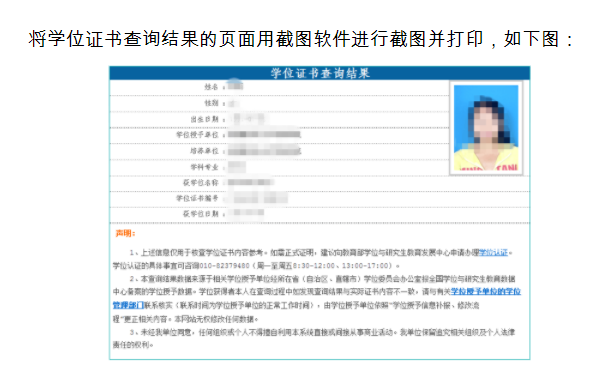 将学位证书查询结果的页面用截图软件进行截图并打印，如下图：
学位证书查询结果
姓名：
性别：
出生日期：
学位授予单位：
培养单位：
学科专业：
获学位名称：
学位证书编号：
获学位日期：
声明：
1、上述信息仅用于核查学位证书内容参考。如需正式证明，建议向教育部学位与研究生教育发展中心申请办理学位认证。
学位认证的具体事宜可咨询010-82379480（周一至周五8:30-12:00、13:00-17:00）。
2、本查询结果数据来源于相关学位授予单位经所在省（自治区、直辖市）学位委员会办公室报全国学位与研究生教育数据
中心备案的学位授予数据。学位获得者本人在查询过程中如发现查询结果与实际证书内容不一致，请与有关学位授予单位的学位
管理部门联系核实（联系时间为学位授予单位的正常工作时间），由学位授予单位依照"学位授予信息补报、修改流
程"更正相关内容。本网站无权修改任何数据。
3、未经我单位同意，任何组织或个人不得擅自利用本系统直接或间接从事商业活动。我单位保留追究相关组织及个人法律
责任的权利。